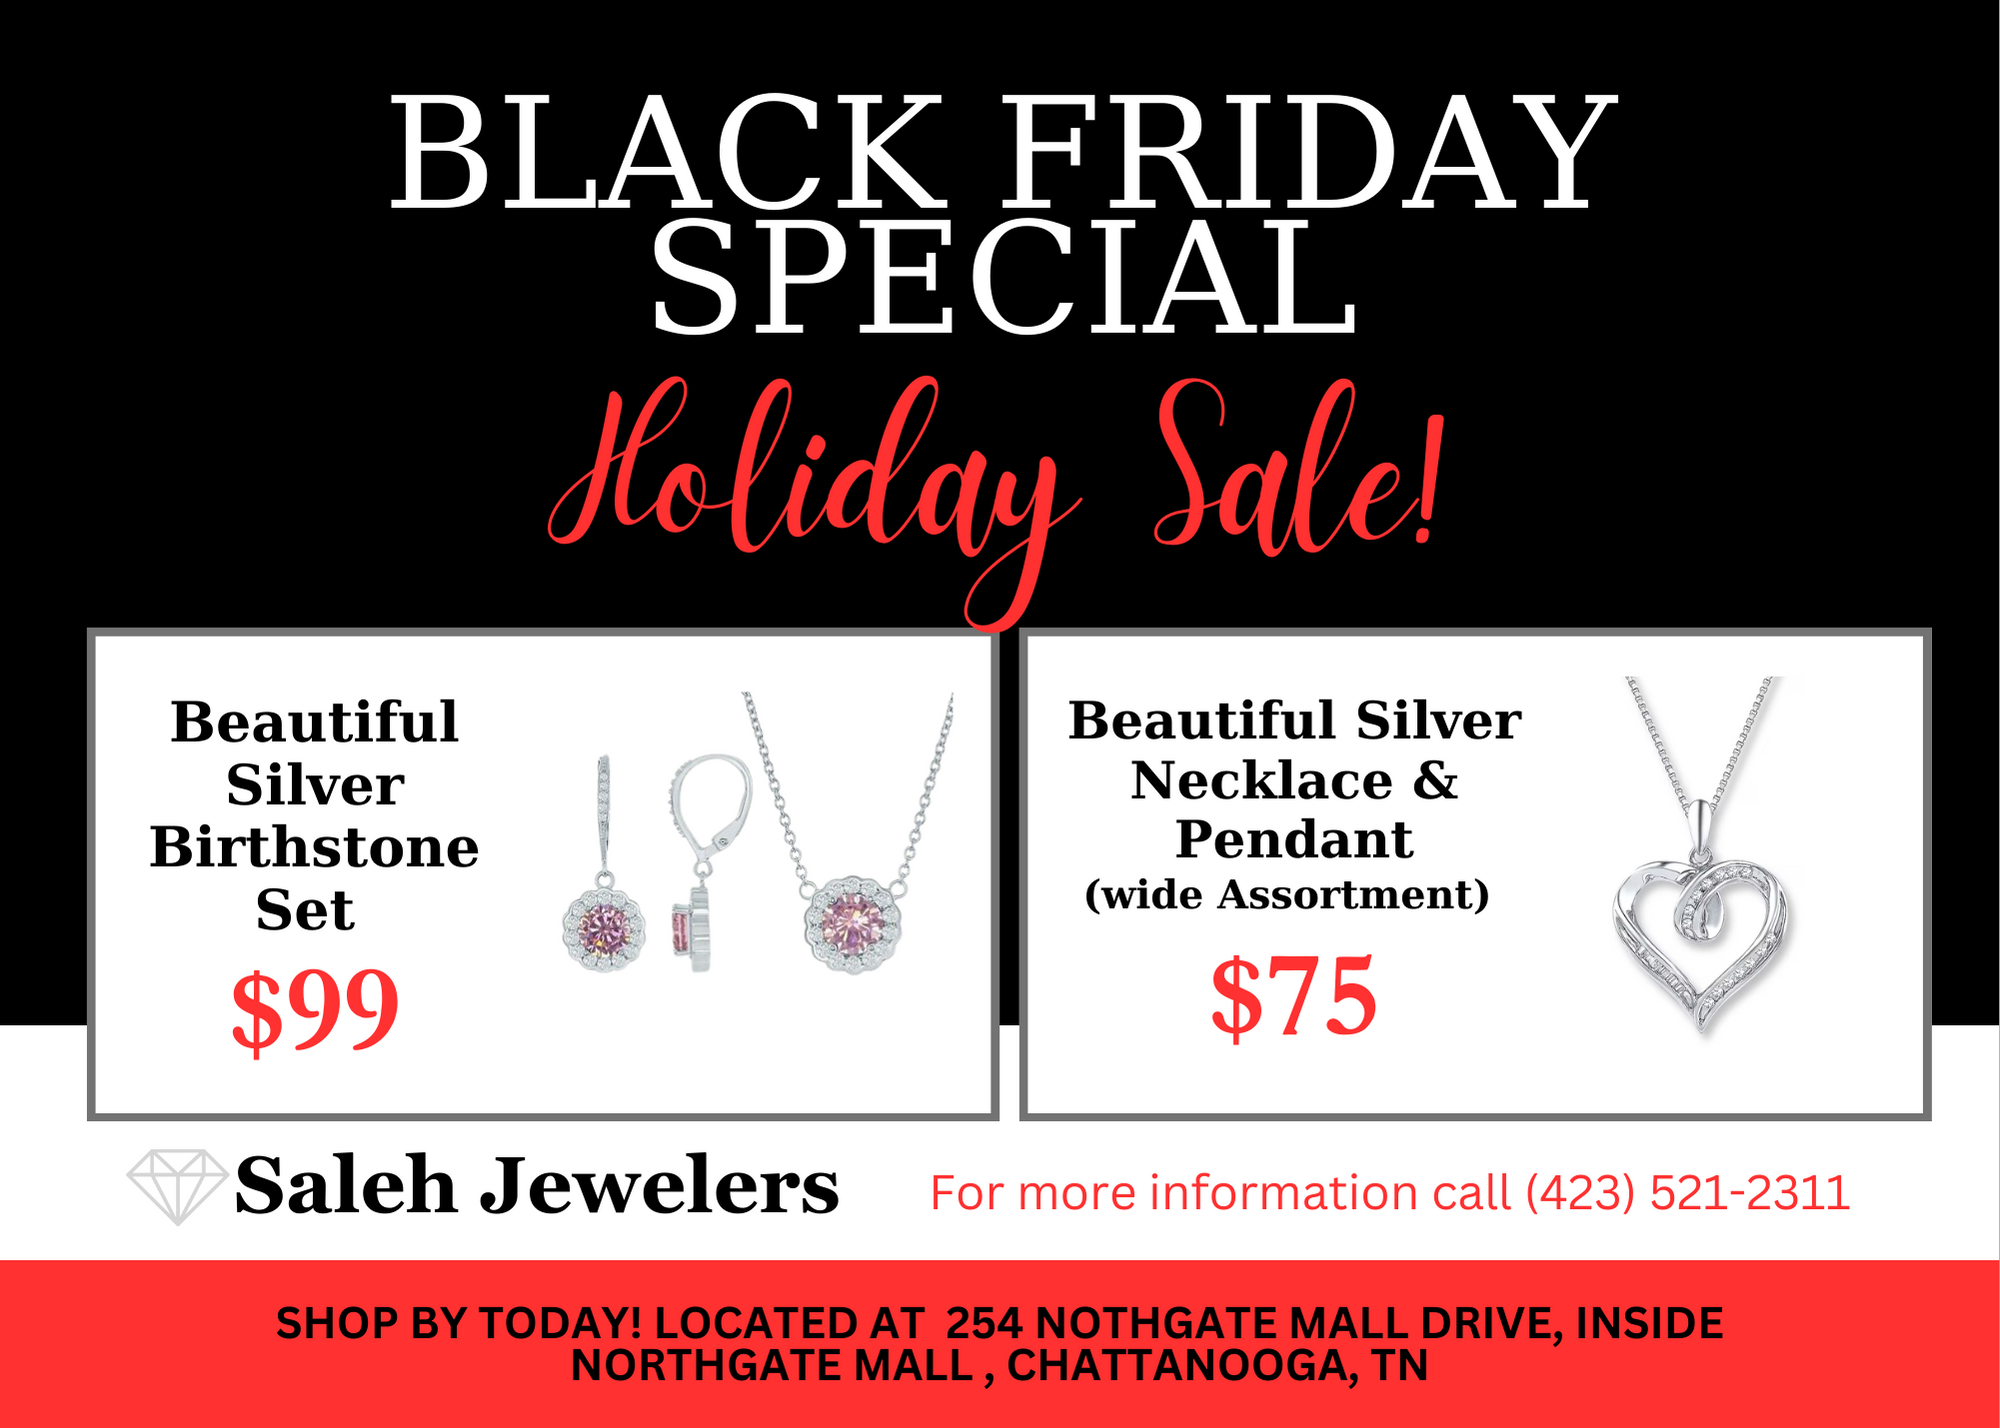 BLACK FRIDAY
SPECIAL
Holiday Sale!
Beautiful
Silver
Birthstone
Set
$99
Beautiful Silver
Necklace &
Pendant
(wide Assortment)
$75
Saleh Jewelers
For more information call (423) 521-2311
SHOP BY TODAY! LOCATED AT 254 NOTHGATE MALL DRIVE, INSIDE
NORTHGATE MALL , CHATTANOOGA, TN